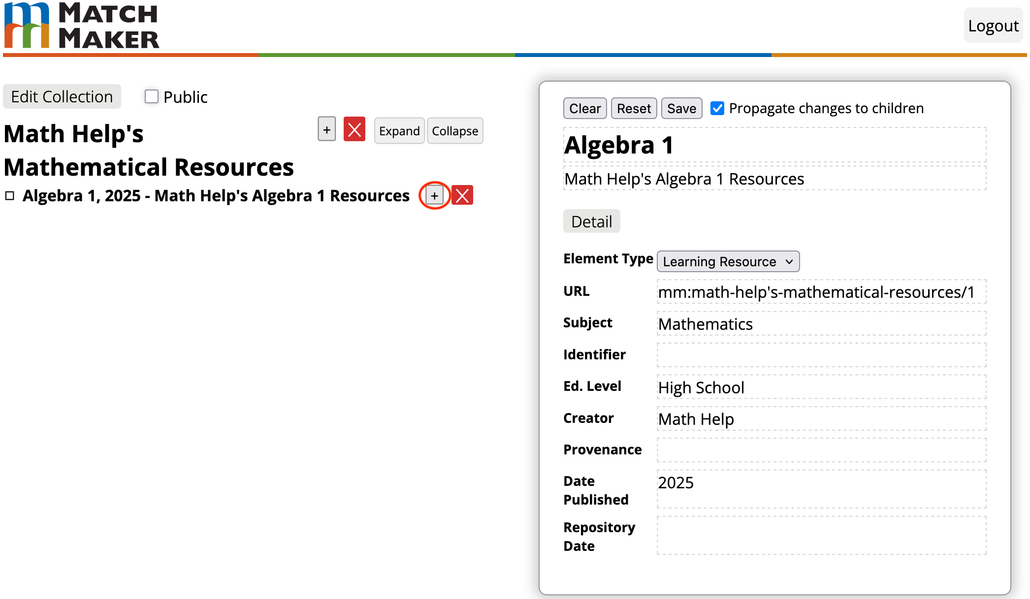 MATCH
MAKER
Logout
Edit Collection Public
Math Help's
Mathematical Resources
+ Expand Collapse
Algebra 1, 2025 - Math Help's Algebra 1 Resources +
Clear Reset Save Propagate changes to children
Algebra 1
Math Help's Algebra 1 Resources
Detail
Element Type Learning Resource
URL mm:math-help's-mathematical-resources/1
Subject Mathematics
Identifier
Ed. Level High School
Creator Math Help
Provenance
Date
Published 2025
Repository
Date